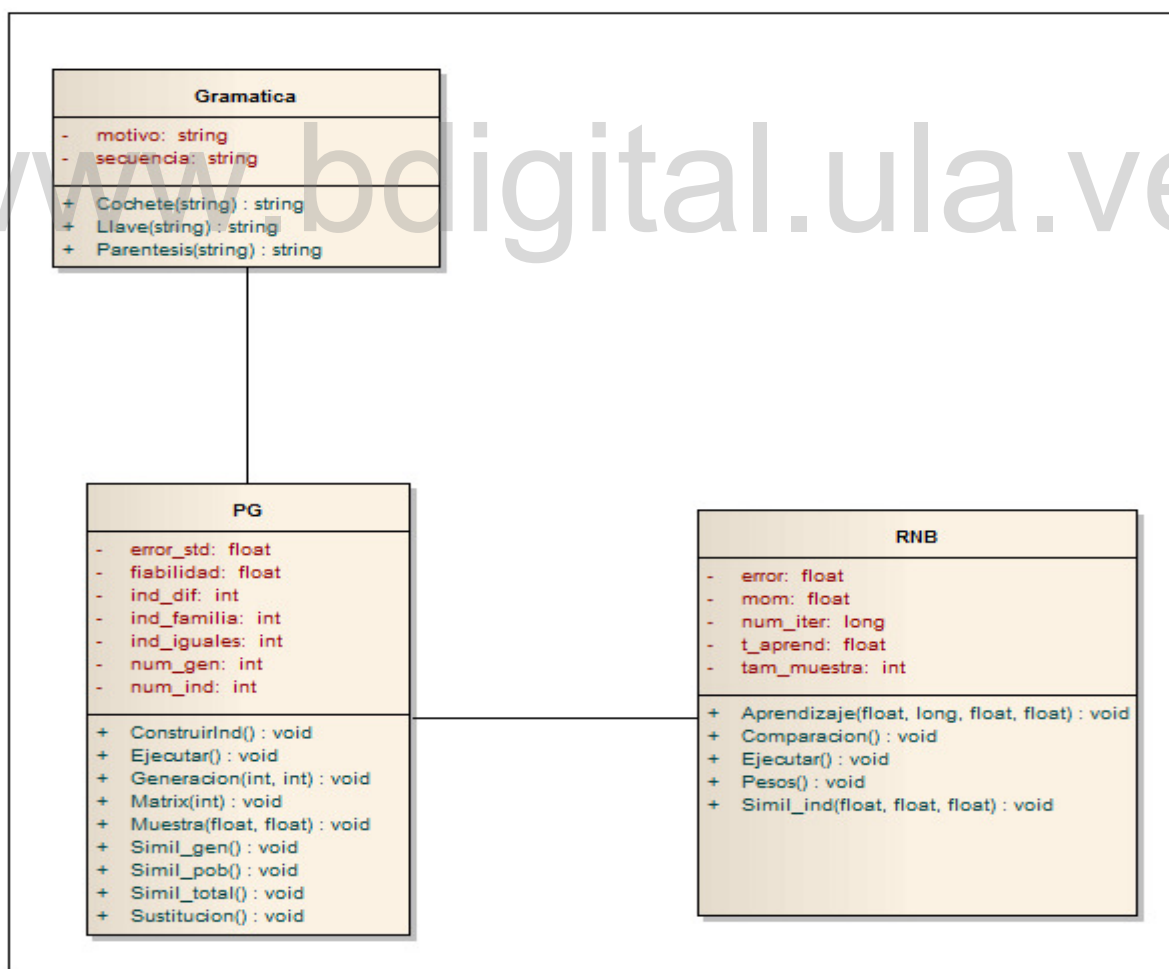 Gramatica
- motivo: string
- secuencia: string
+ Cochete(string) : string
+ Llave(string) : string
+ Parentesis(string) : string
www.bdigital.ula.ve
PG
- error_std: float
- fiabilidad: float
- ind_dif: int
- ind_familia: int
- ind_iguales: int
- num_gen: int
- num_ind: int
+ ConstruirInd() : void
+ Ejecutar() : void
+ Generacion(int, int) : void
+ Matrix(int) : void
+ Muestra(float, float) : void
+ Simil_gen() : void
+ Simil_pob() : void
+ Simil_total() : void
+ Sustitucion() : void
RNB
- error: float
- mom: float
- num_iter: long
- t_aprend: float
- tam_muestra: int
+ Aprendizaje(float, long, float, float) : void
+ Comparacion() : void
+ Ejecutar() : void
+ Pesos() : void
+ Simil_ind(float, float, float) : void